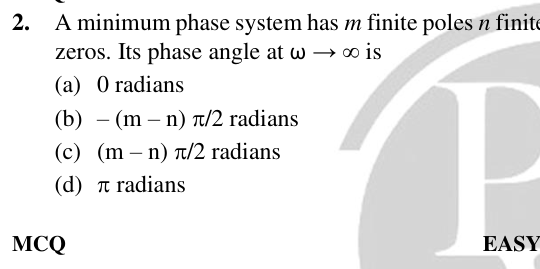 2. A minimum phase system has m finite poles n finite
zeros. Its phase angle at ω → ∞ is
(a) 0 radians
(b) – (m – n) π/2 radians
(c) (m – n) π/2 radians
(d) π radians
MCQ EASY